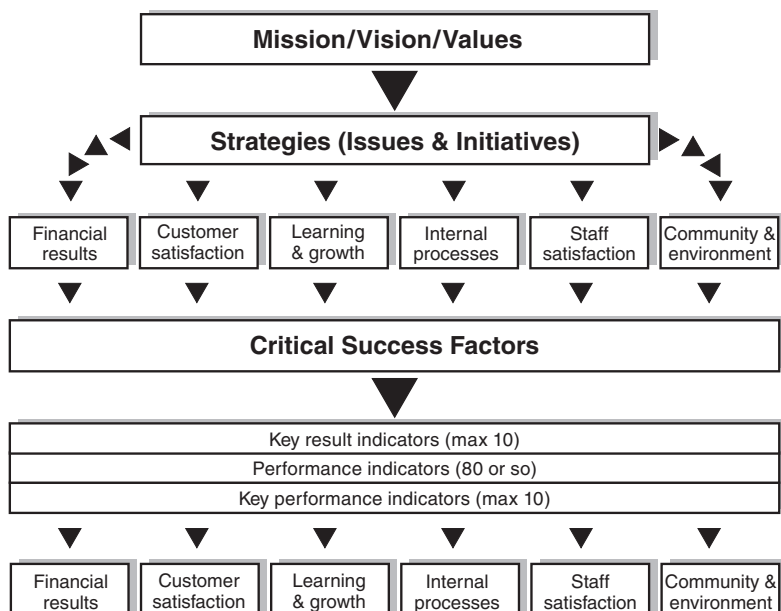 Mission/Vision/Values
Strategies (Issues & Initiatives)
Financial
results
Customer
satisfaction
Learning
& growth
Internal
processes
Staff
satisfaction
Community &
environment
Critical Success Factors
Key result indicators (max 10)
Performance indicators (80 or so)
Key performance indicators (max 10)
Financial
results
Customer
satisfaction
Learning
& growth
Internal
processes
Staff
satisfaction
Community &
environment